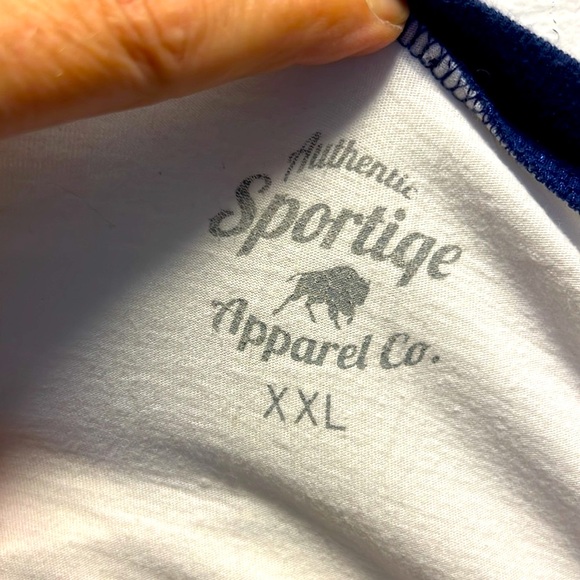 Authentic
Sportiqe
Apparel Co.
XXL